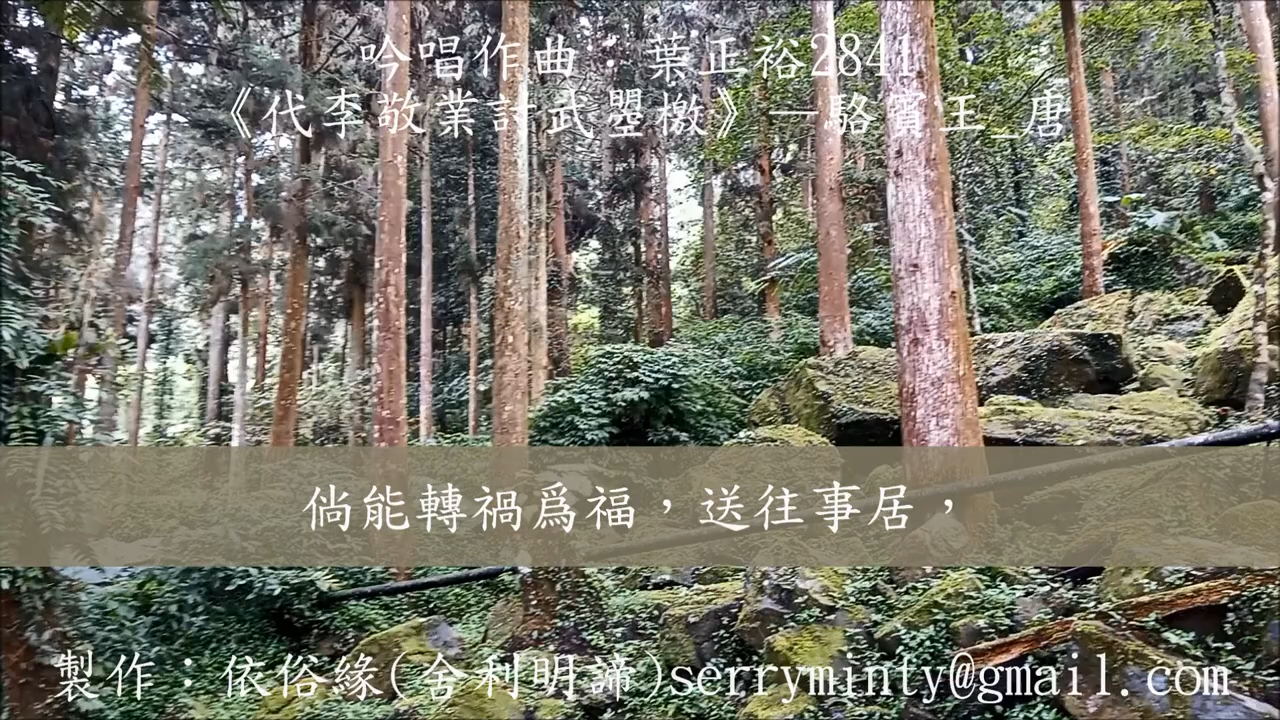 吟唱作曲：葉正裕2841
《代李敬業討武曌檄》—駱賓王_唐
倘能轉禍爲福，送往事居，
製作：依俗緣(舍利明諦)serryminty@gmail.com